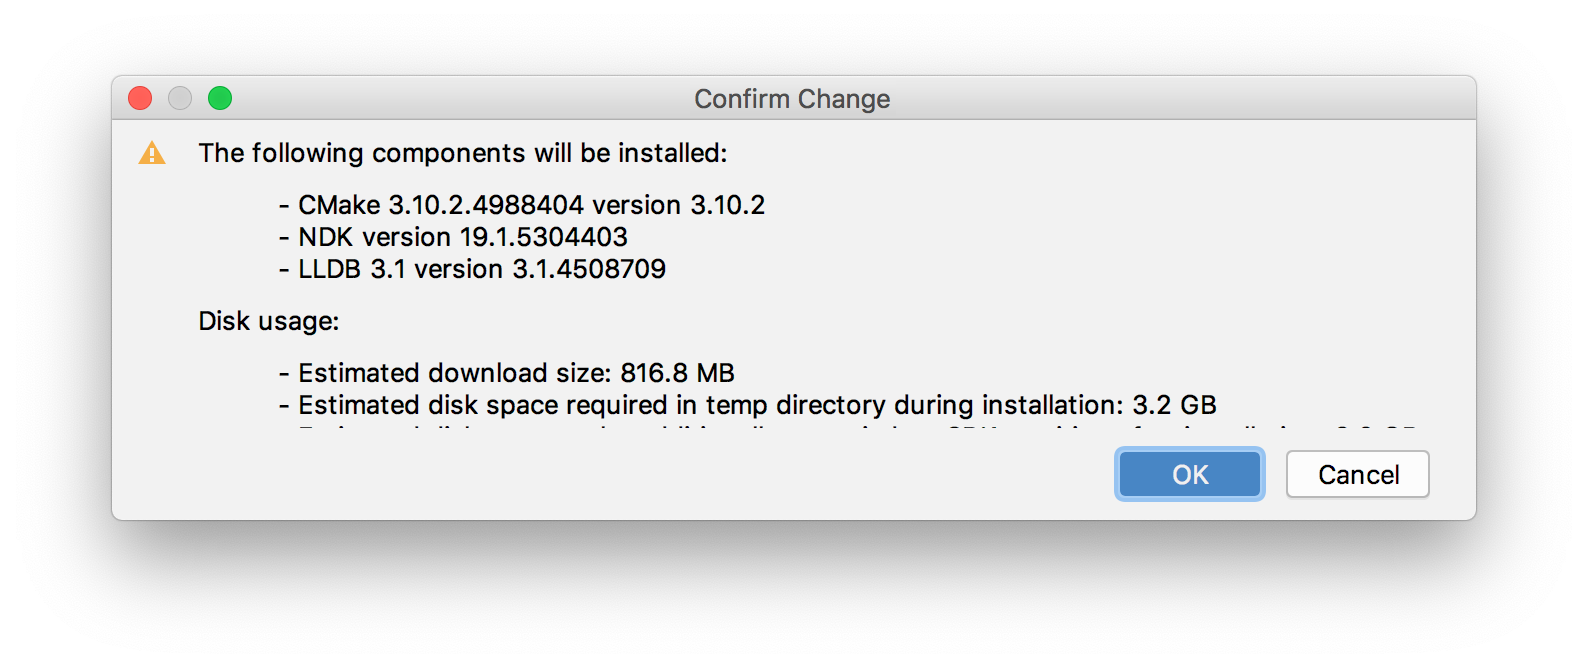 Confirm Change
The following components will be installed:
- CMake 3.10.2.4988404 version 3.10.2
- NDK version 19.1.5304403
- LLDB 3.1 version 3.1.4508709
Disk usage:
- Estimated download size: 816.8 MB
- Estimated disk space required in temp directory during installation: 3.2 GB
OK
Cancel